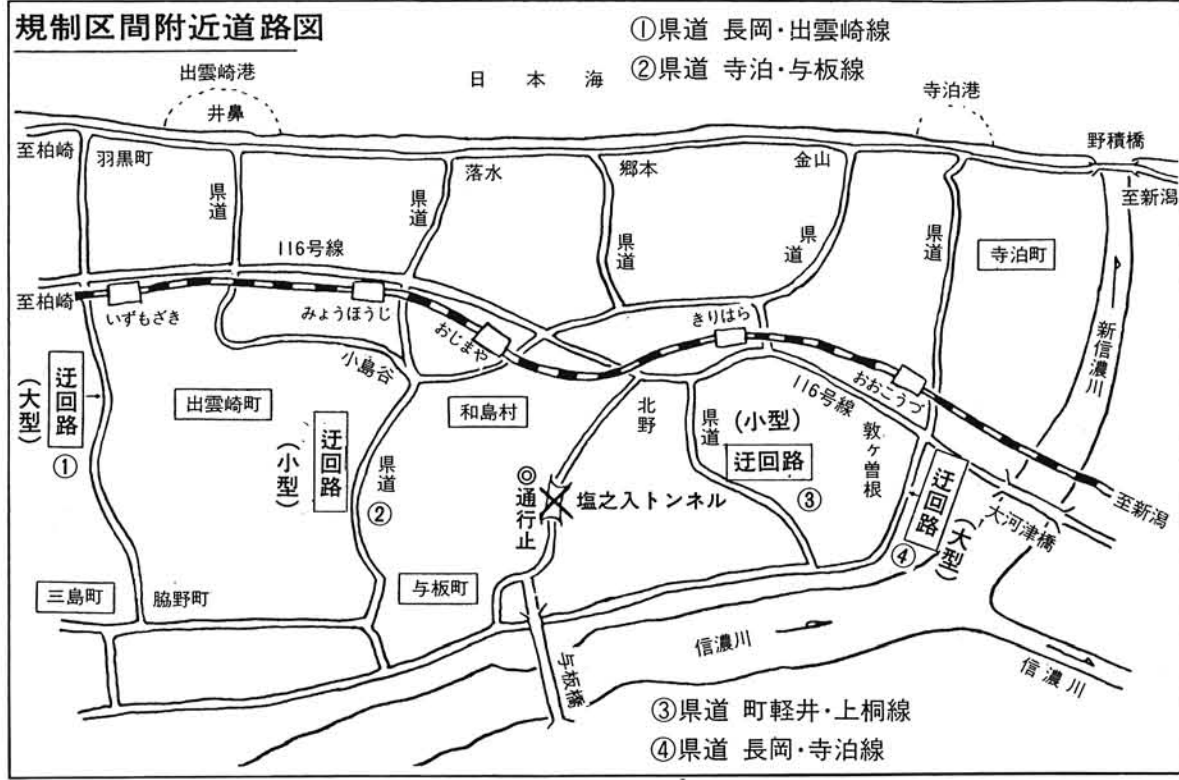 規制区間附近道路図
①県道 長岡・出雲崎線
②県道 寺泊・与板線
出雲崎港
日本海
寺泊港
井鼻
至柏崎
羽黒町
落水
郷本
金山
野積橋
至新潟
県道
県道
県道
県道
県道
116号線
寺泊町
至柏崎
いずもざき
みょうほうじ
おじまや
きりはら
おおこうづ
新信濃川
小島谷
迂回路
(大型)
①
出雲崎町
迂回路
(小型)
県道
②
和島村
北野
県道
(小型)
迂回路
③
116号線
敦ヶ曽根
◎通行止
塩之入トンネル
迂回路
(大型)
④
大河津橋
至新潟
三島町
脇野町
与板町
与板橋
信濃川
信濃川
③県道 町軽井・上桐線
④県道 長岡・寺泊線